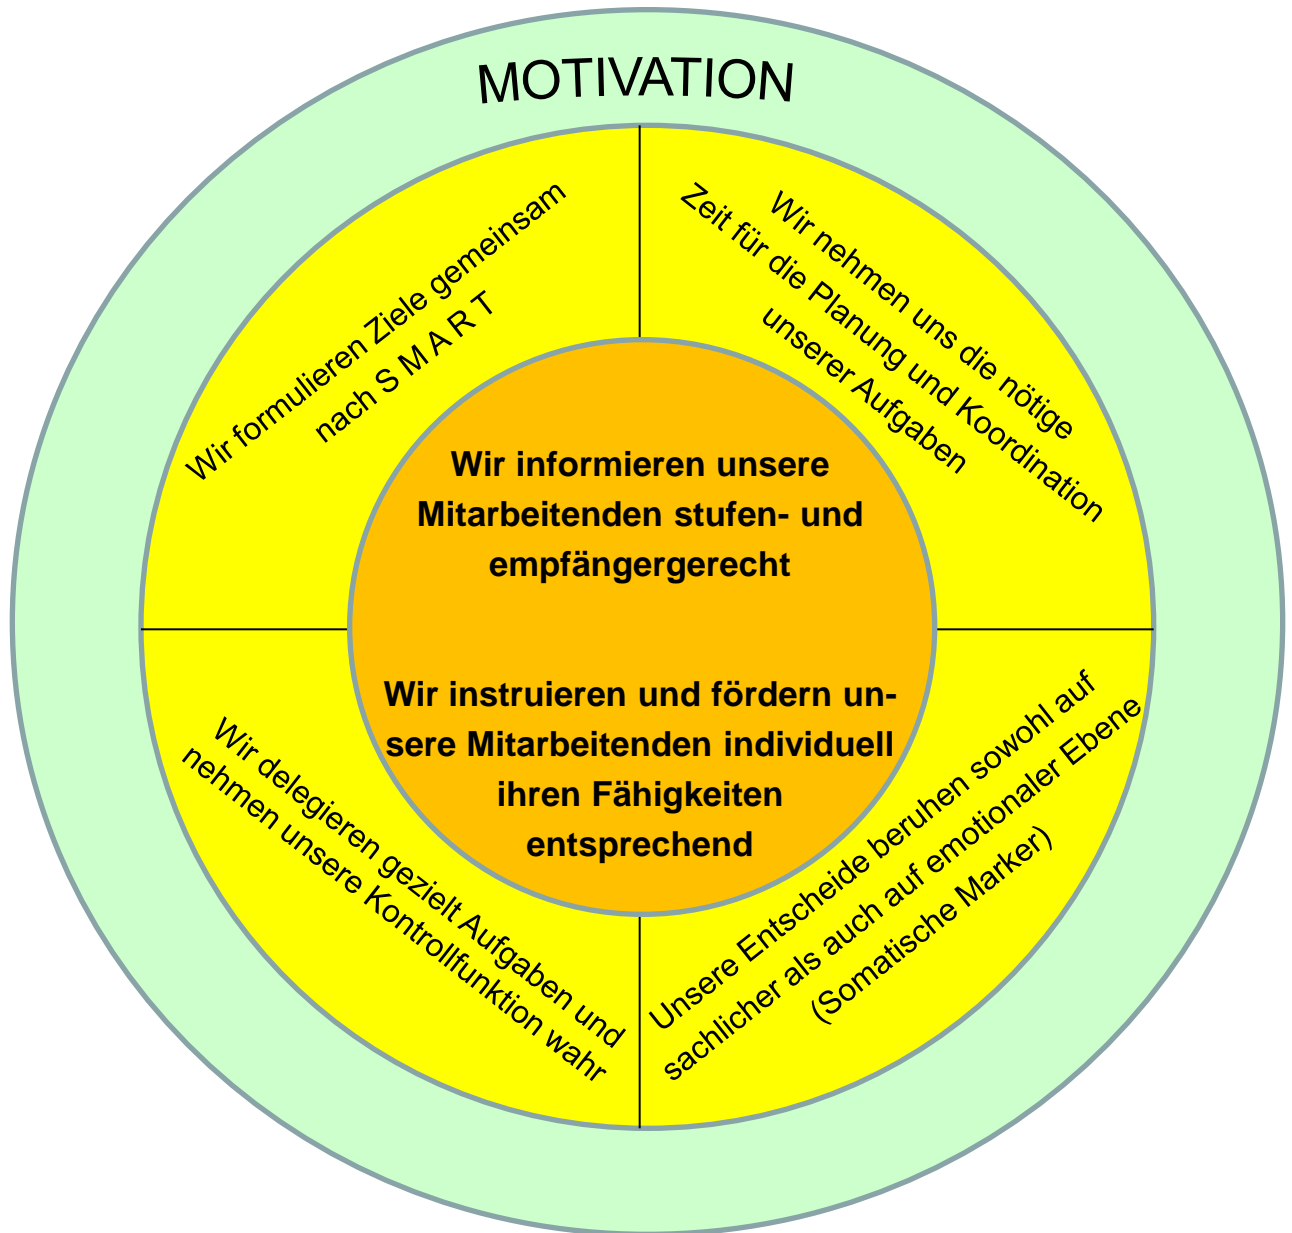 MOTIVATION
Wir formulieren Ziele gemeinsam
nach S M A R T
Wir nehmen uns die nötige
Zeit für die Planung und Koordination
unserer Aufgaben
Wir informieren unsere
Mitarbeitenden stufen- und
empfängergerecht
Wir instruieren und fördern un-
sere Mitarbeitenden individuell
ihren Fähigkeiten
entsprechend
Wir delegieren gezielt Aufgaben und
nehmen unsere Kontrollfunktion wahr
Unsere Entscheide beruhen sowohl auf
sachlicher als auch auf emotionaler Ebene
(Somatische Marker)